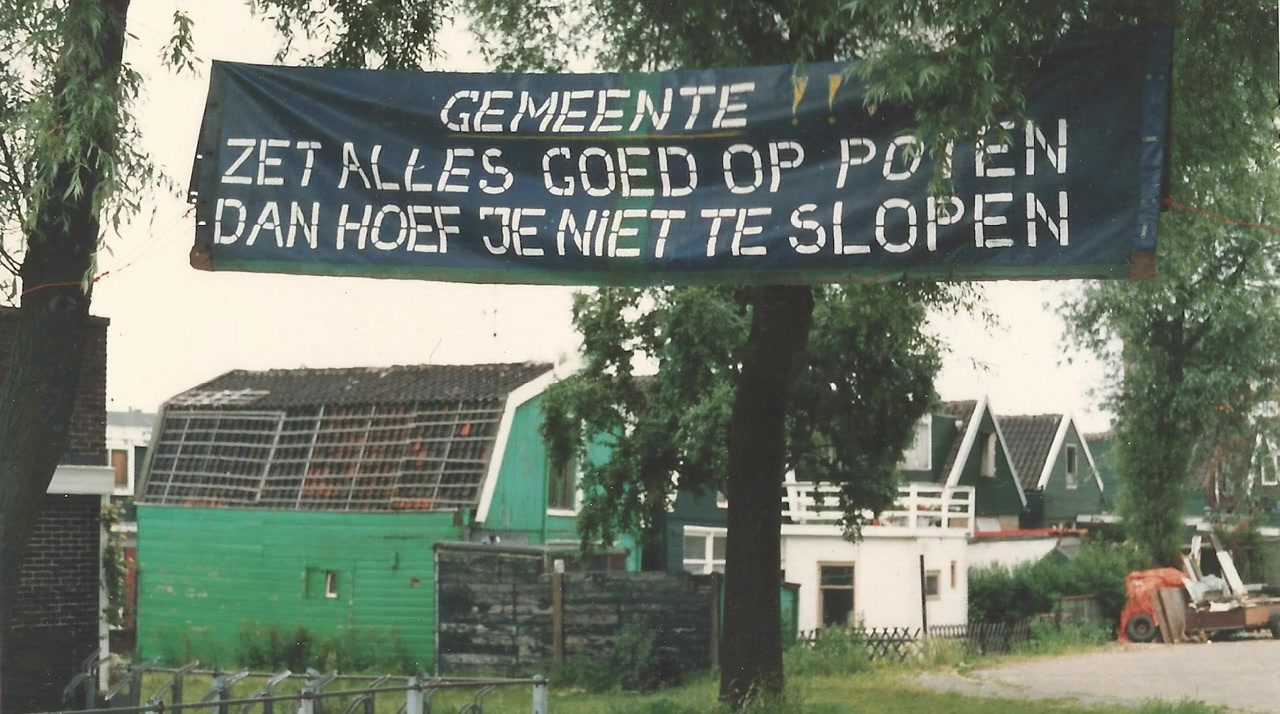 GEMEENTE !!
ZET ALLES GOED OP POTEN
DAN HOEF JE NIET TE SLOPEN